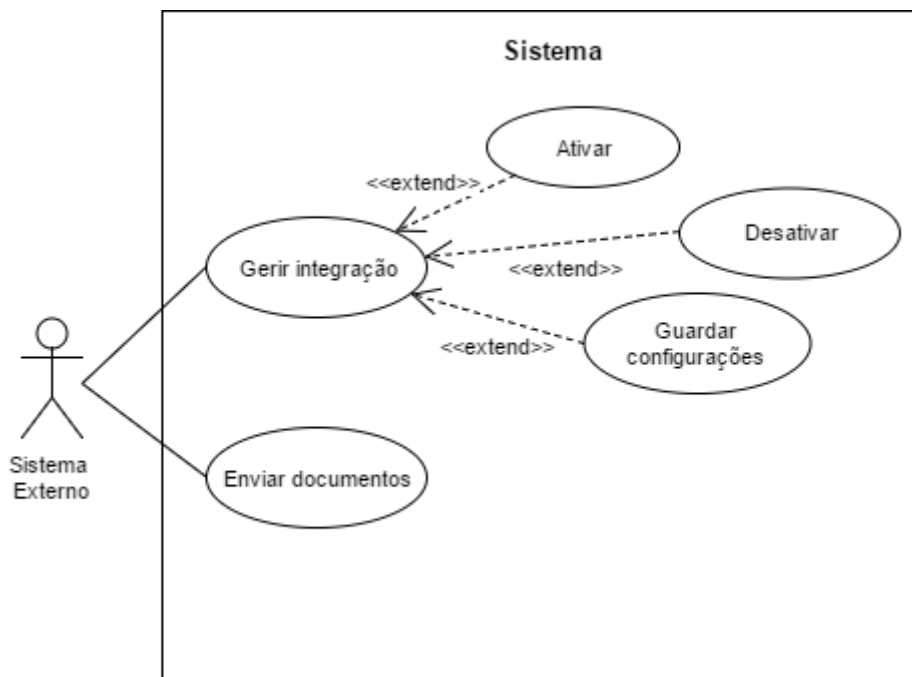 Sistema
Ativar
<<extend>>
Desativar
Gerir integração
<<extend>>
Guardar
configurações
<<extend>>
Sistema
Externo
Enviar documentos